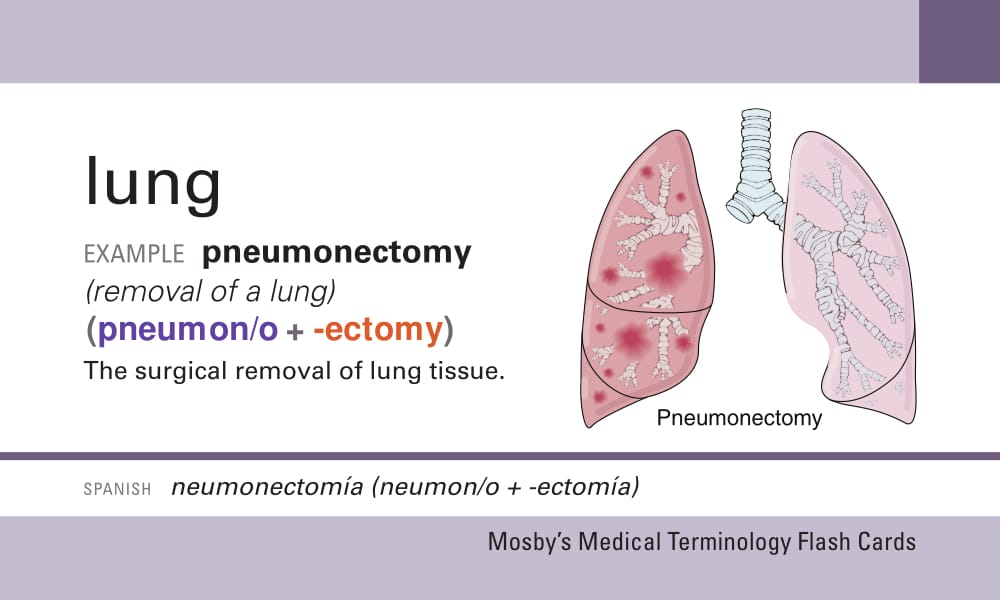 lung
EXAMPLE pneumonectomy
(removal of a lung)
(pneumon/o + -ectomy)
The surgical removal of lung tissue.
Pneumonectomy
SPANISH neumonectomía (neumon/o + -ectomía)
Mosby's Medical Terminology Flash Cards